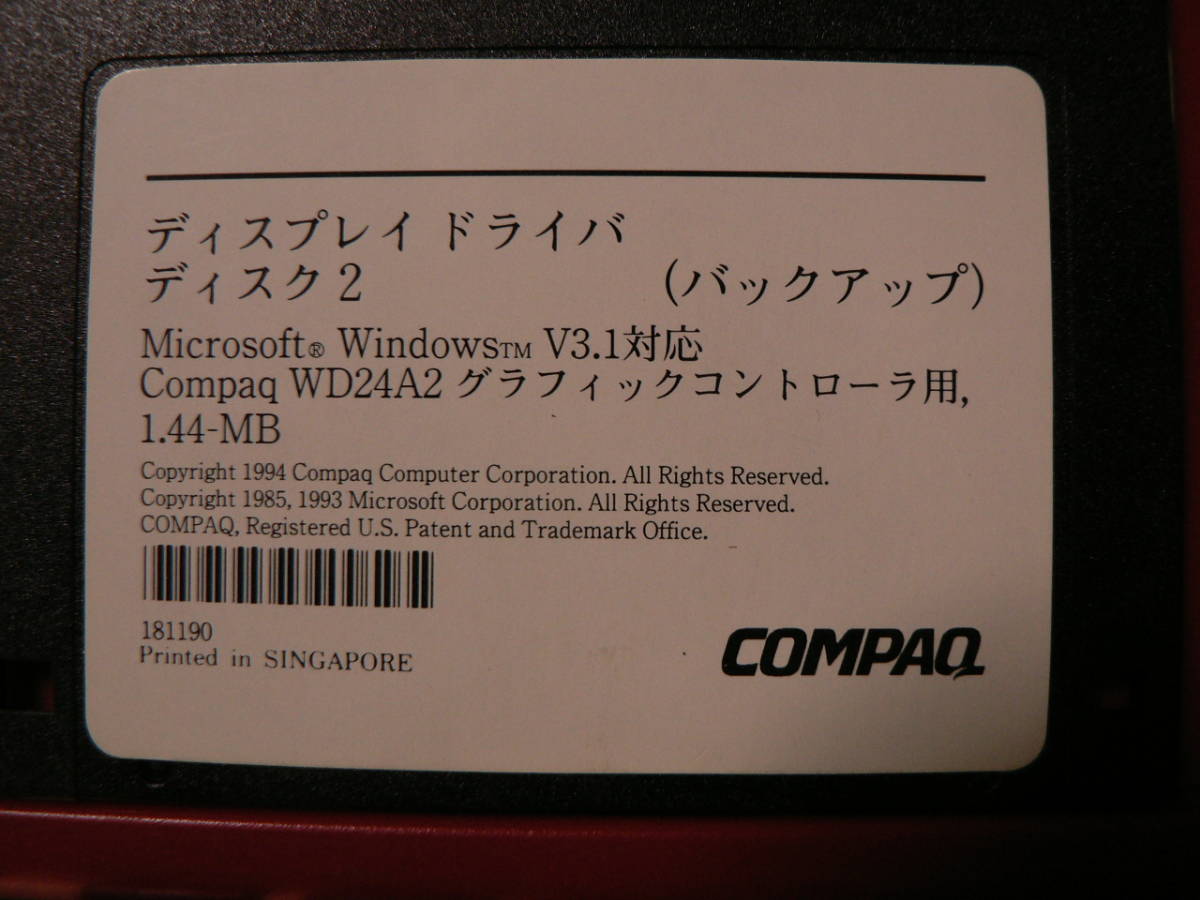 ディスプレイ ドライバ
ディスク2 (バックアップ)
Microsoft® Windows™ V3.1対応
Compaq WD24A2 グラフィックコントローラ用,
1.44-MB
Copyright 1994 Compaq Computer Corporation. All Rights Reserved.
Copyright 1985, 1993 Microsoft Corporation. All Rights Reserved.
COMPAQ, Registered U.S. Patent and Trademark Office.
181190
Printed in SINGAPORE
COMPAQ